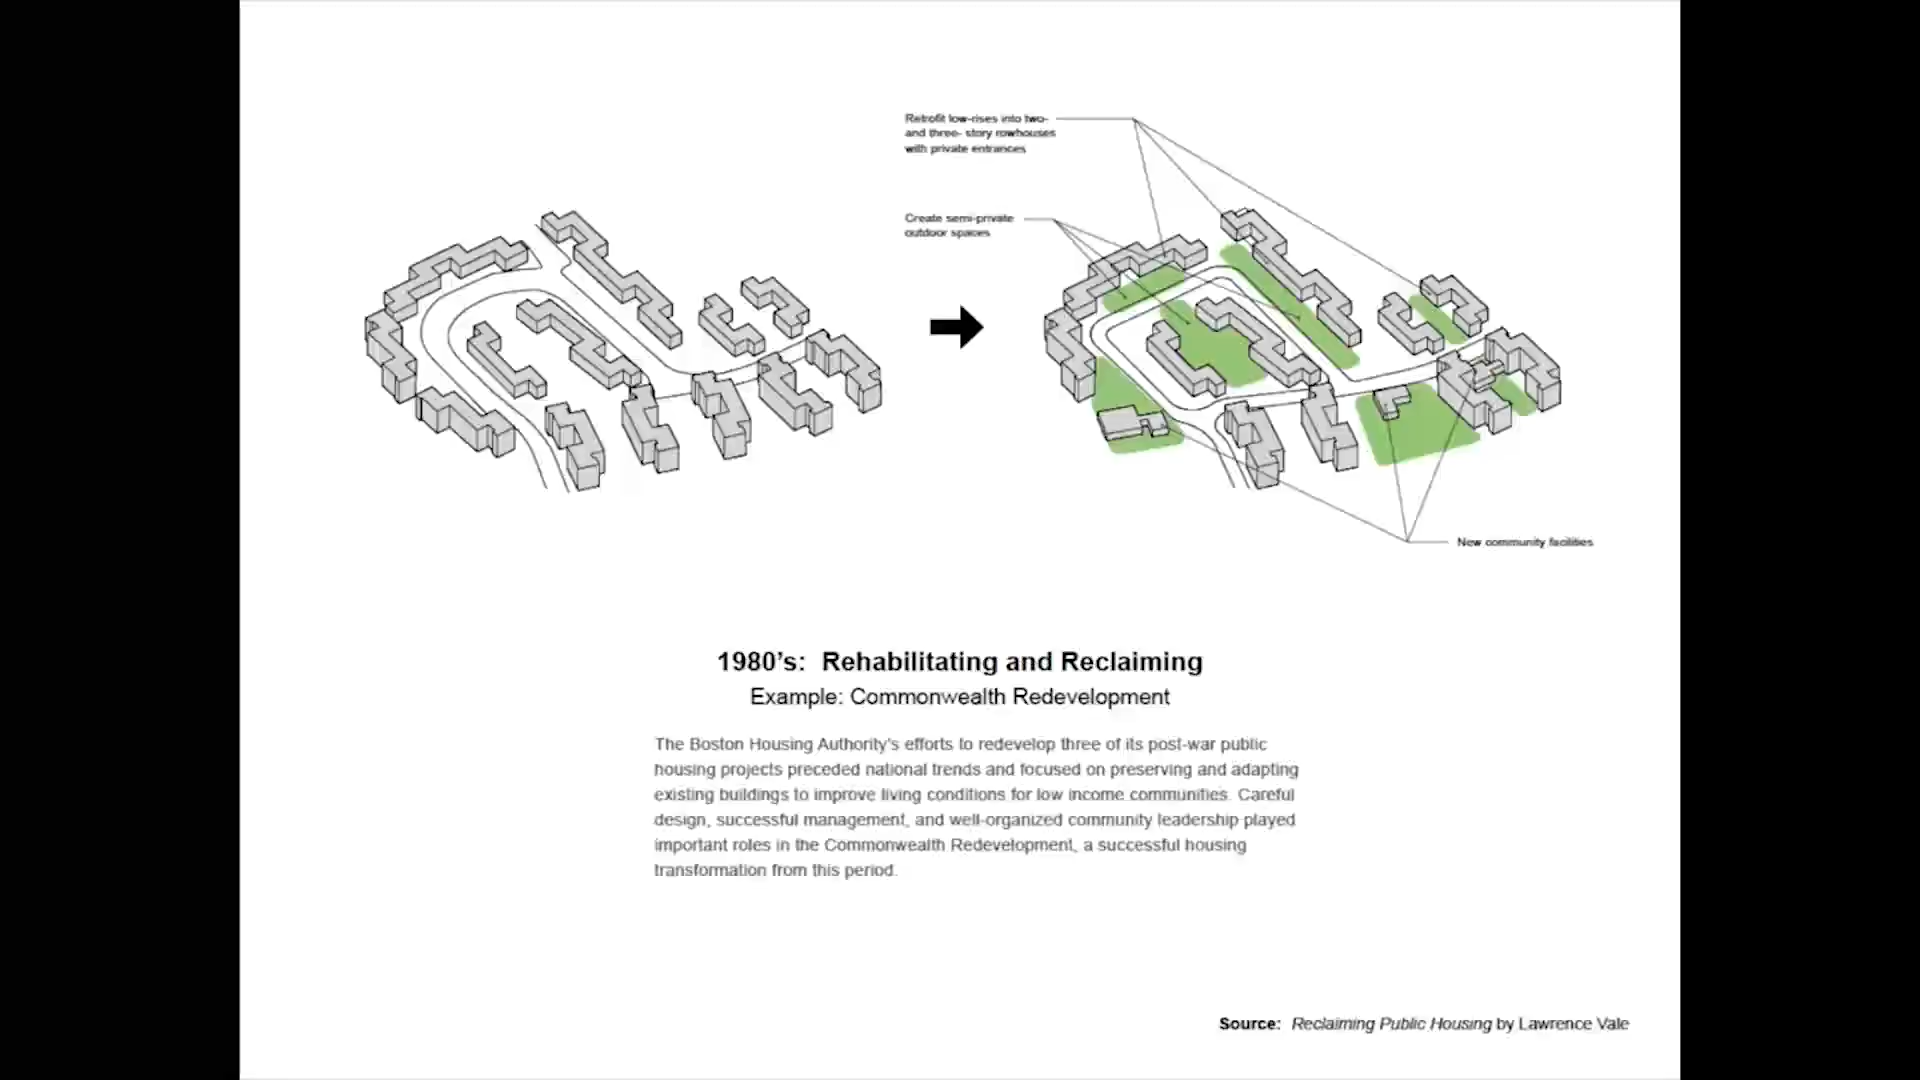 Retrofit low-rises into two-
and three- story rowhouses
with private entrances
Create semi-private
outdoor spaces
New community facilities
1980's:  Rehabilitating and Reclaiming
Example: Commonwealth Redevelopment
The Boston Housing Authority's efforts to redevelop three of its post-war public
housing projects preceded national trends and focused on preserving and adapting
existing buildings to improve living conditions for low income communities. Careful
design, successful management, and well-organized community leadership played
important roles in the Commonwealth Redevelopment, a successful housing
transformation from this period.
Source:  Reclaiming Public Housing by Lawrence Vale